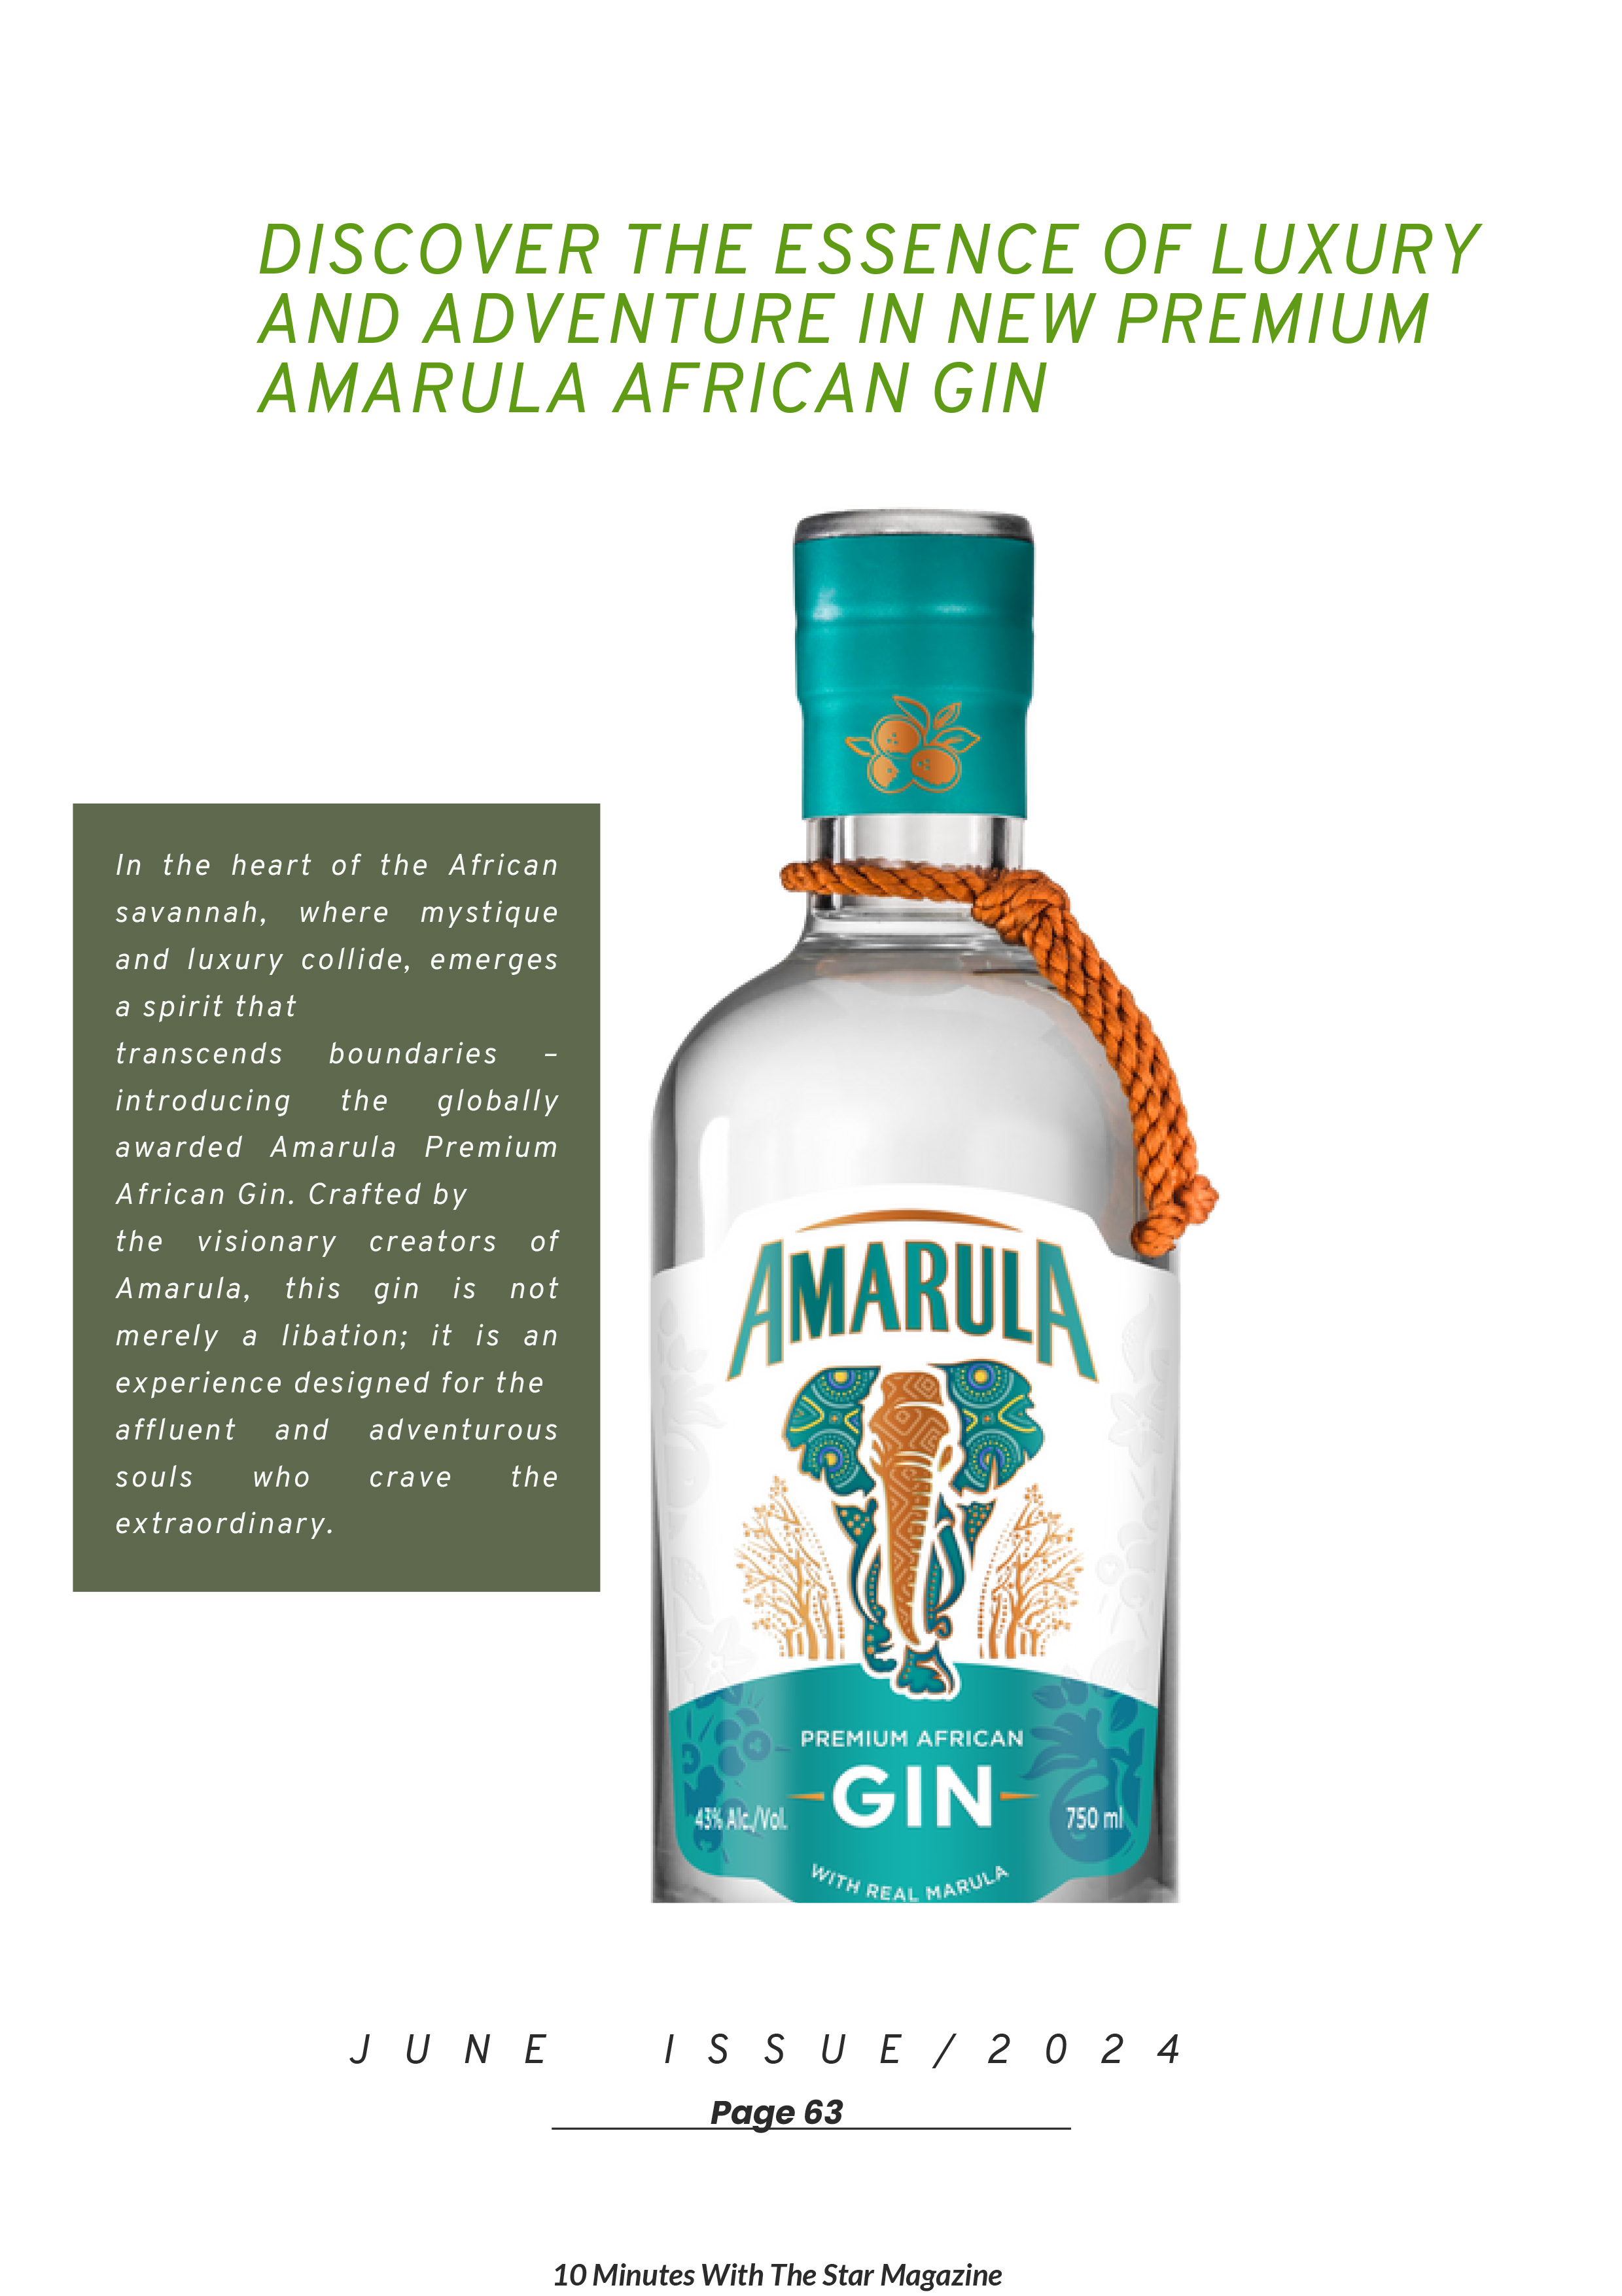 DISCOVER THE ESSENCE OF LUXURY
AND ADVENTURE IN NEW PREMIUM
AMARULA AFRICAN GIN
In the heart of the African
savannah, where mystique
and luxury collide, emerges
a spirit that
transcends boundaries –
introducing the globally
awarded Amarula Premium
African Gin. Crafted by
the visionary creators of
Amarula, this gin is not
merely a libation; it is an
experience designed for the
affluent and adventurous
souls who crave the
extraordinary.
AMARULA
PREMIUM AFRICAN
GIN
43% Alc./Vol.
750 ml
WITH REAL MARULA
JUNE ISSUE/2024
Page 63
10 Minutes With The Star Magazine